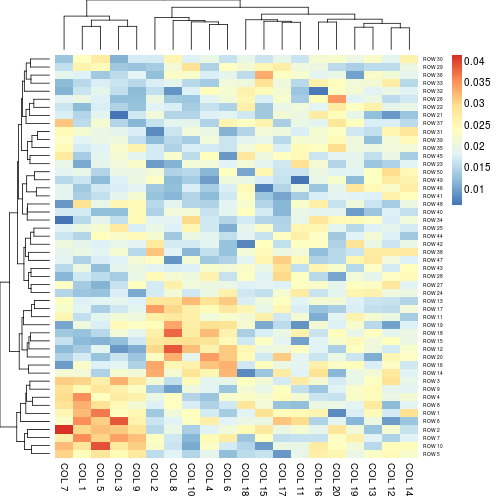 ROW 30
ROW 29
ROW 36
ROW 33
ROW 32
ROW 26
ROW 22
ROW 21
ROW 37
ROW 31
ROW 39
ROW 35
ROW 45
ROW 23
ROW 50
ROW 49
ROW 46
ROW 41
ROW 48
ROW 40
ROW 34
ROW 25
ROW 44
ROW 42
ROW 38
ROW 47
ROW 43
ROW 28
ROW 27
ROW 24
ROW 13
ROW 17
ROW 11
ROW 19
ROW 18
ROW 15
ROW 12
ROW 20
ROW 16
ROW 14
ROW 3
ROW 9
ROW 4
ROW 8
ROW 1
ROW 6
ROW 2
ROW 7
ROW 10
ROW 5
0.04
0.035
0.03
0.025
0.02
0.015
0.01
COL 7
COL 1
COL 5
COL 3
COL 9
COL 2
COL 8
COL 10
COL 4
COL 6
COL 18
COL 15
COL 17
COL 11
COL 16
COL 20
COL 19
COL 13
COL 12
COL 14